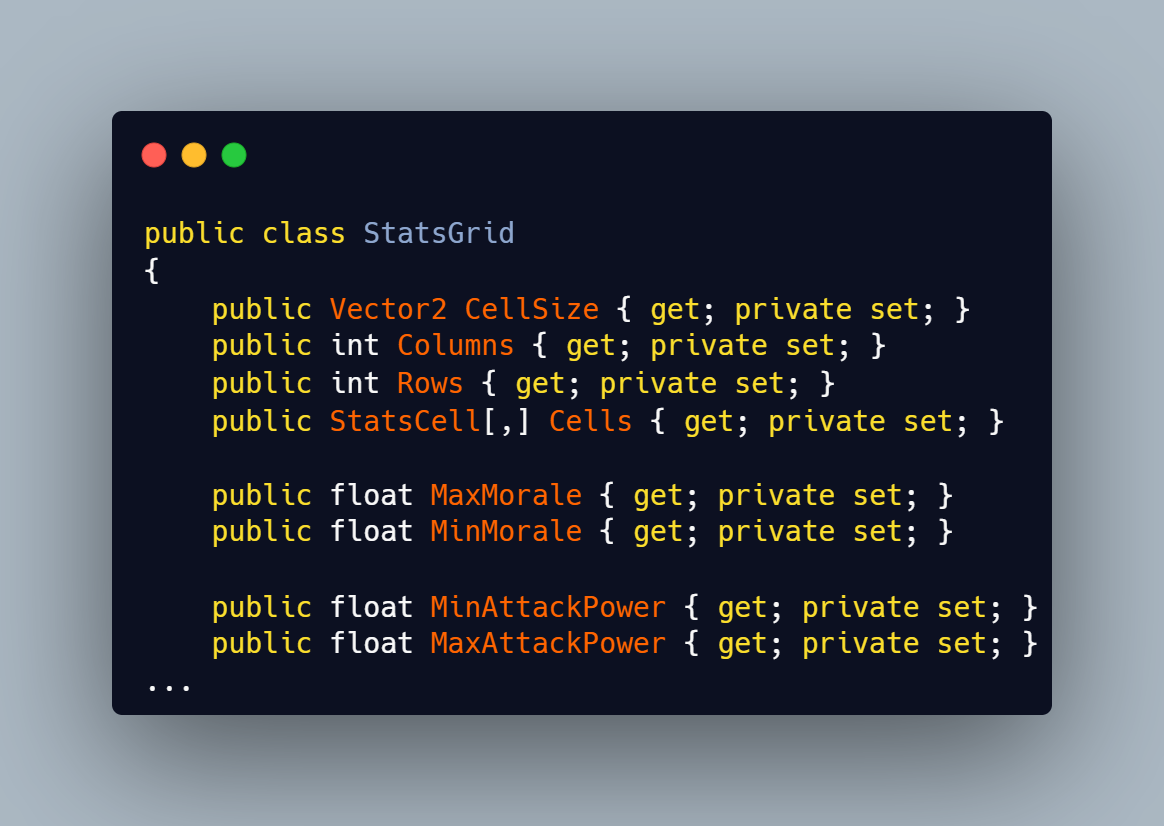 public class StatsGrid
{
    public Vector2 CellSize { get; private set; }
    public int Columns { get; private set; }
    public int Rows { get; private set; }
    public StatsCell[,] Cells { get; private set; }

    public float MaxMorale { get; private set; }
    public float MinMorale { get; private set; }

    public float MinAttackPower { get; private set; }
    public float MaxAttackPower { get; private set; }
...